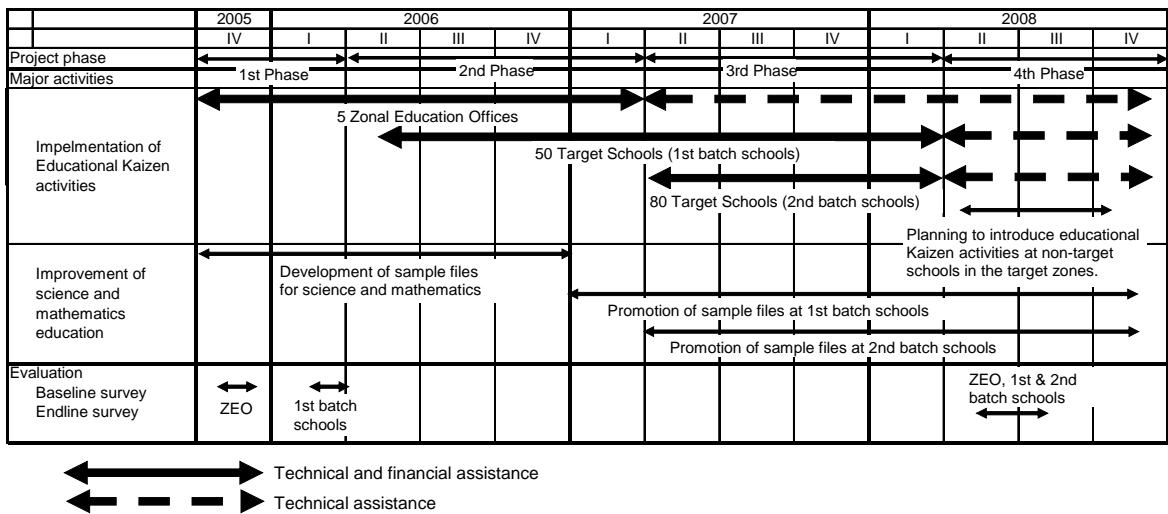 2005 2006 2007 2008
IV I II III IV I II III IV I II III IV
Project phase
1st Phase 2nd Phase 3rd Phase 4th Phase
Major activities
5 Zonal Education Offices
Impelmentation of
Educational Kaizen
activities
50 Target Schools (1st batch schools)
80 Target Schools (2nd batch schools)
Planning to introduce educational
Kaizen activities at non-target
schools in the target zones.
Improvement of
science and
mathematics
education
Development of sample files
for science and mathematics
Promotion of sample files at 1st batch schools
Promotion of sample files at 2nd batch schools
Evaluation
Baseline survey
Endline survey
ZEO
1st batch
schools
ZEO, 1st & 2nd
batch schools
Technical and financial assistance
Technical assistance